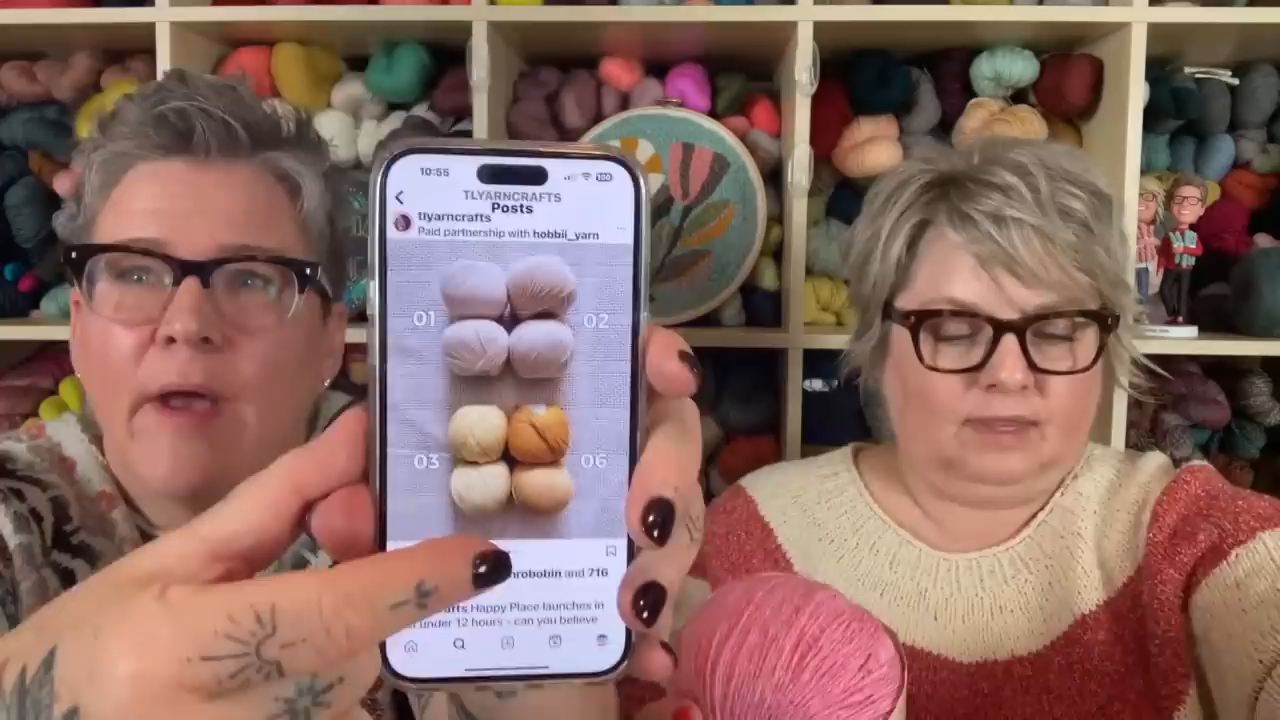 10:55
100
TLYARNCRAFTS
Posts
tlyarncrafts
Paid partnership with hobbii_yarn
01
02
03
06
and 716
Happy Place launches in
under 12 hours - can you believe